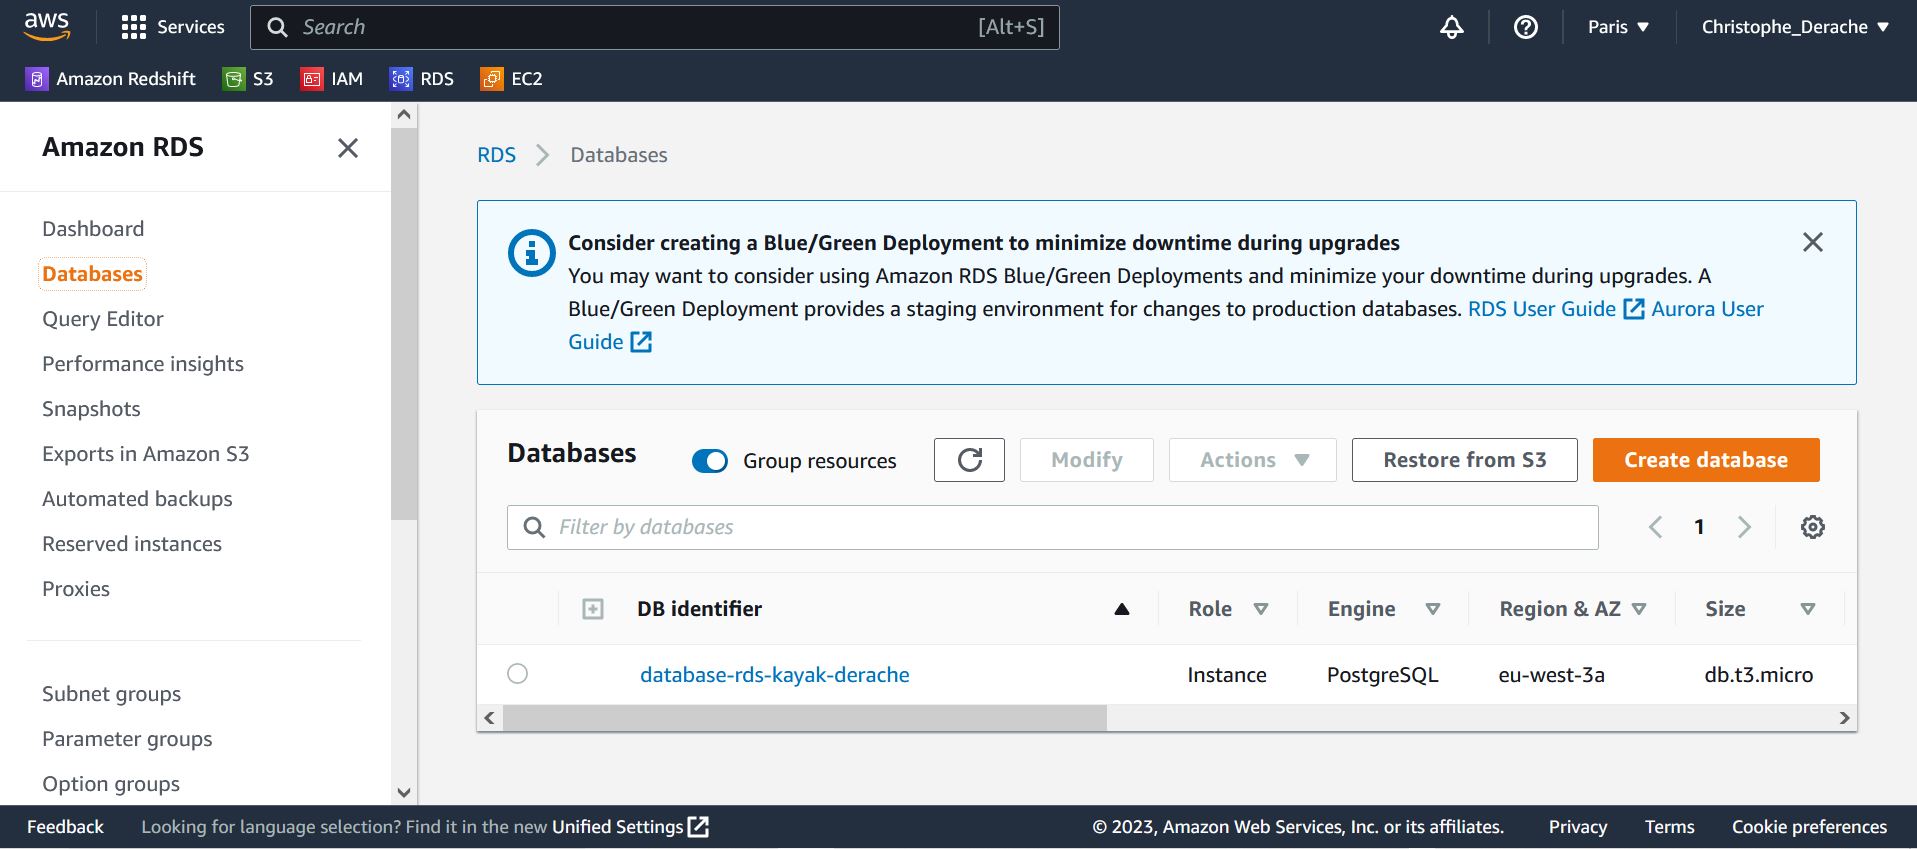 aws
Services
Search
[Alt+S]
Paris
Christophe_Derache
Amazon Redshift
S3
IAM
RDS
EC2
Amazon RDS
Dashboard
Databases
Query Editor
Performance insights
Snapshots
Exports in Amazon S3
Automated backups
Reserved instances
Proxies
Subnet groups
Parameter groups
Option groups
RDS
Databases
Consider creating a Blue/Green Deployment to minimize downtime during upgrades
You may want to consider using Amazon RDS Blue/Green Deployments and minimize your downtime during upgrades. A
Blue/Green Deployment provides a staging environment for changes to production databases. RDS User Guide Aurora User
Guide
Databases
Group resources
Modify
Actions
Restore from S3
Create database
Filter by databases
1
DB identifier
Role
Engine
Region & AZ
Size
database-rds-kayak-derache
Instance
PostgreSQL
eu-west-3a
db.t3.micro
Feedback
Looking for language selection? Find it in the new Unified Settings
© 2023, Amazon Web Services, Inc. or its affiliates.
Privacy
Terms
Cookie preferences